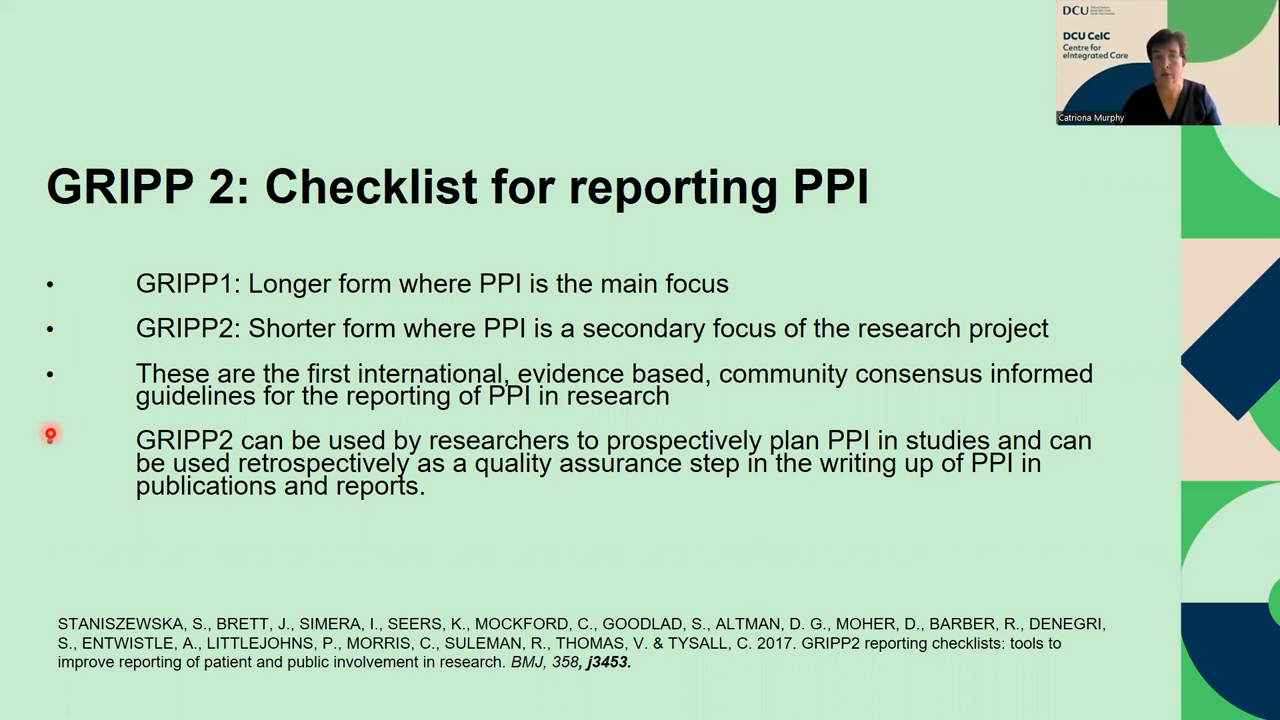 DCU
DCU CeIC
Centre for
eIntegrated Care
Catriona Murphy
GRIPP 2: Checklist for reporting PPI
• GRIPP1: Longer form where PPI is the main focus
• GRIPP2: Shorter form where PPI is a secondary focus of the research project
• These are the first international, evidence based, community consensus informed
guidelines for the reporting of PPI in research
GRIPP2 can be used by researchers to prospectively plan PPI in studies and can
be used retrospectively as a quality assurance step in the writing up of PPI in
publications and reports.
STANISZEWSKA, S., BRETT, J., SIMERA, I., SEERS, K., MOCKFORD, C., GOODLAD, S., ALTMAN, D. G., MOHER, D., BARBER, R., DENEGRI,
S., ENTWISTLE, A., LITTLEJOHNS, P., MORRIS, C., SULEMAN, R., THOMAS, V. & TYSALL, C. 2017. GRIPP2 reporting checklists: tools to
improve reporting of patient and public involvement in research. BMJ, 358, j3453.